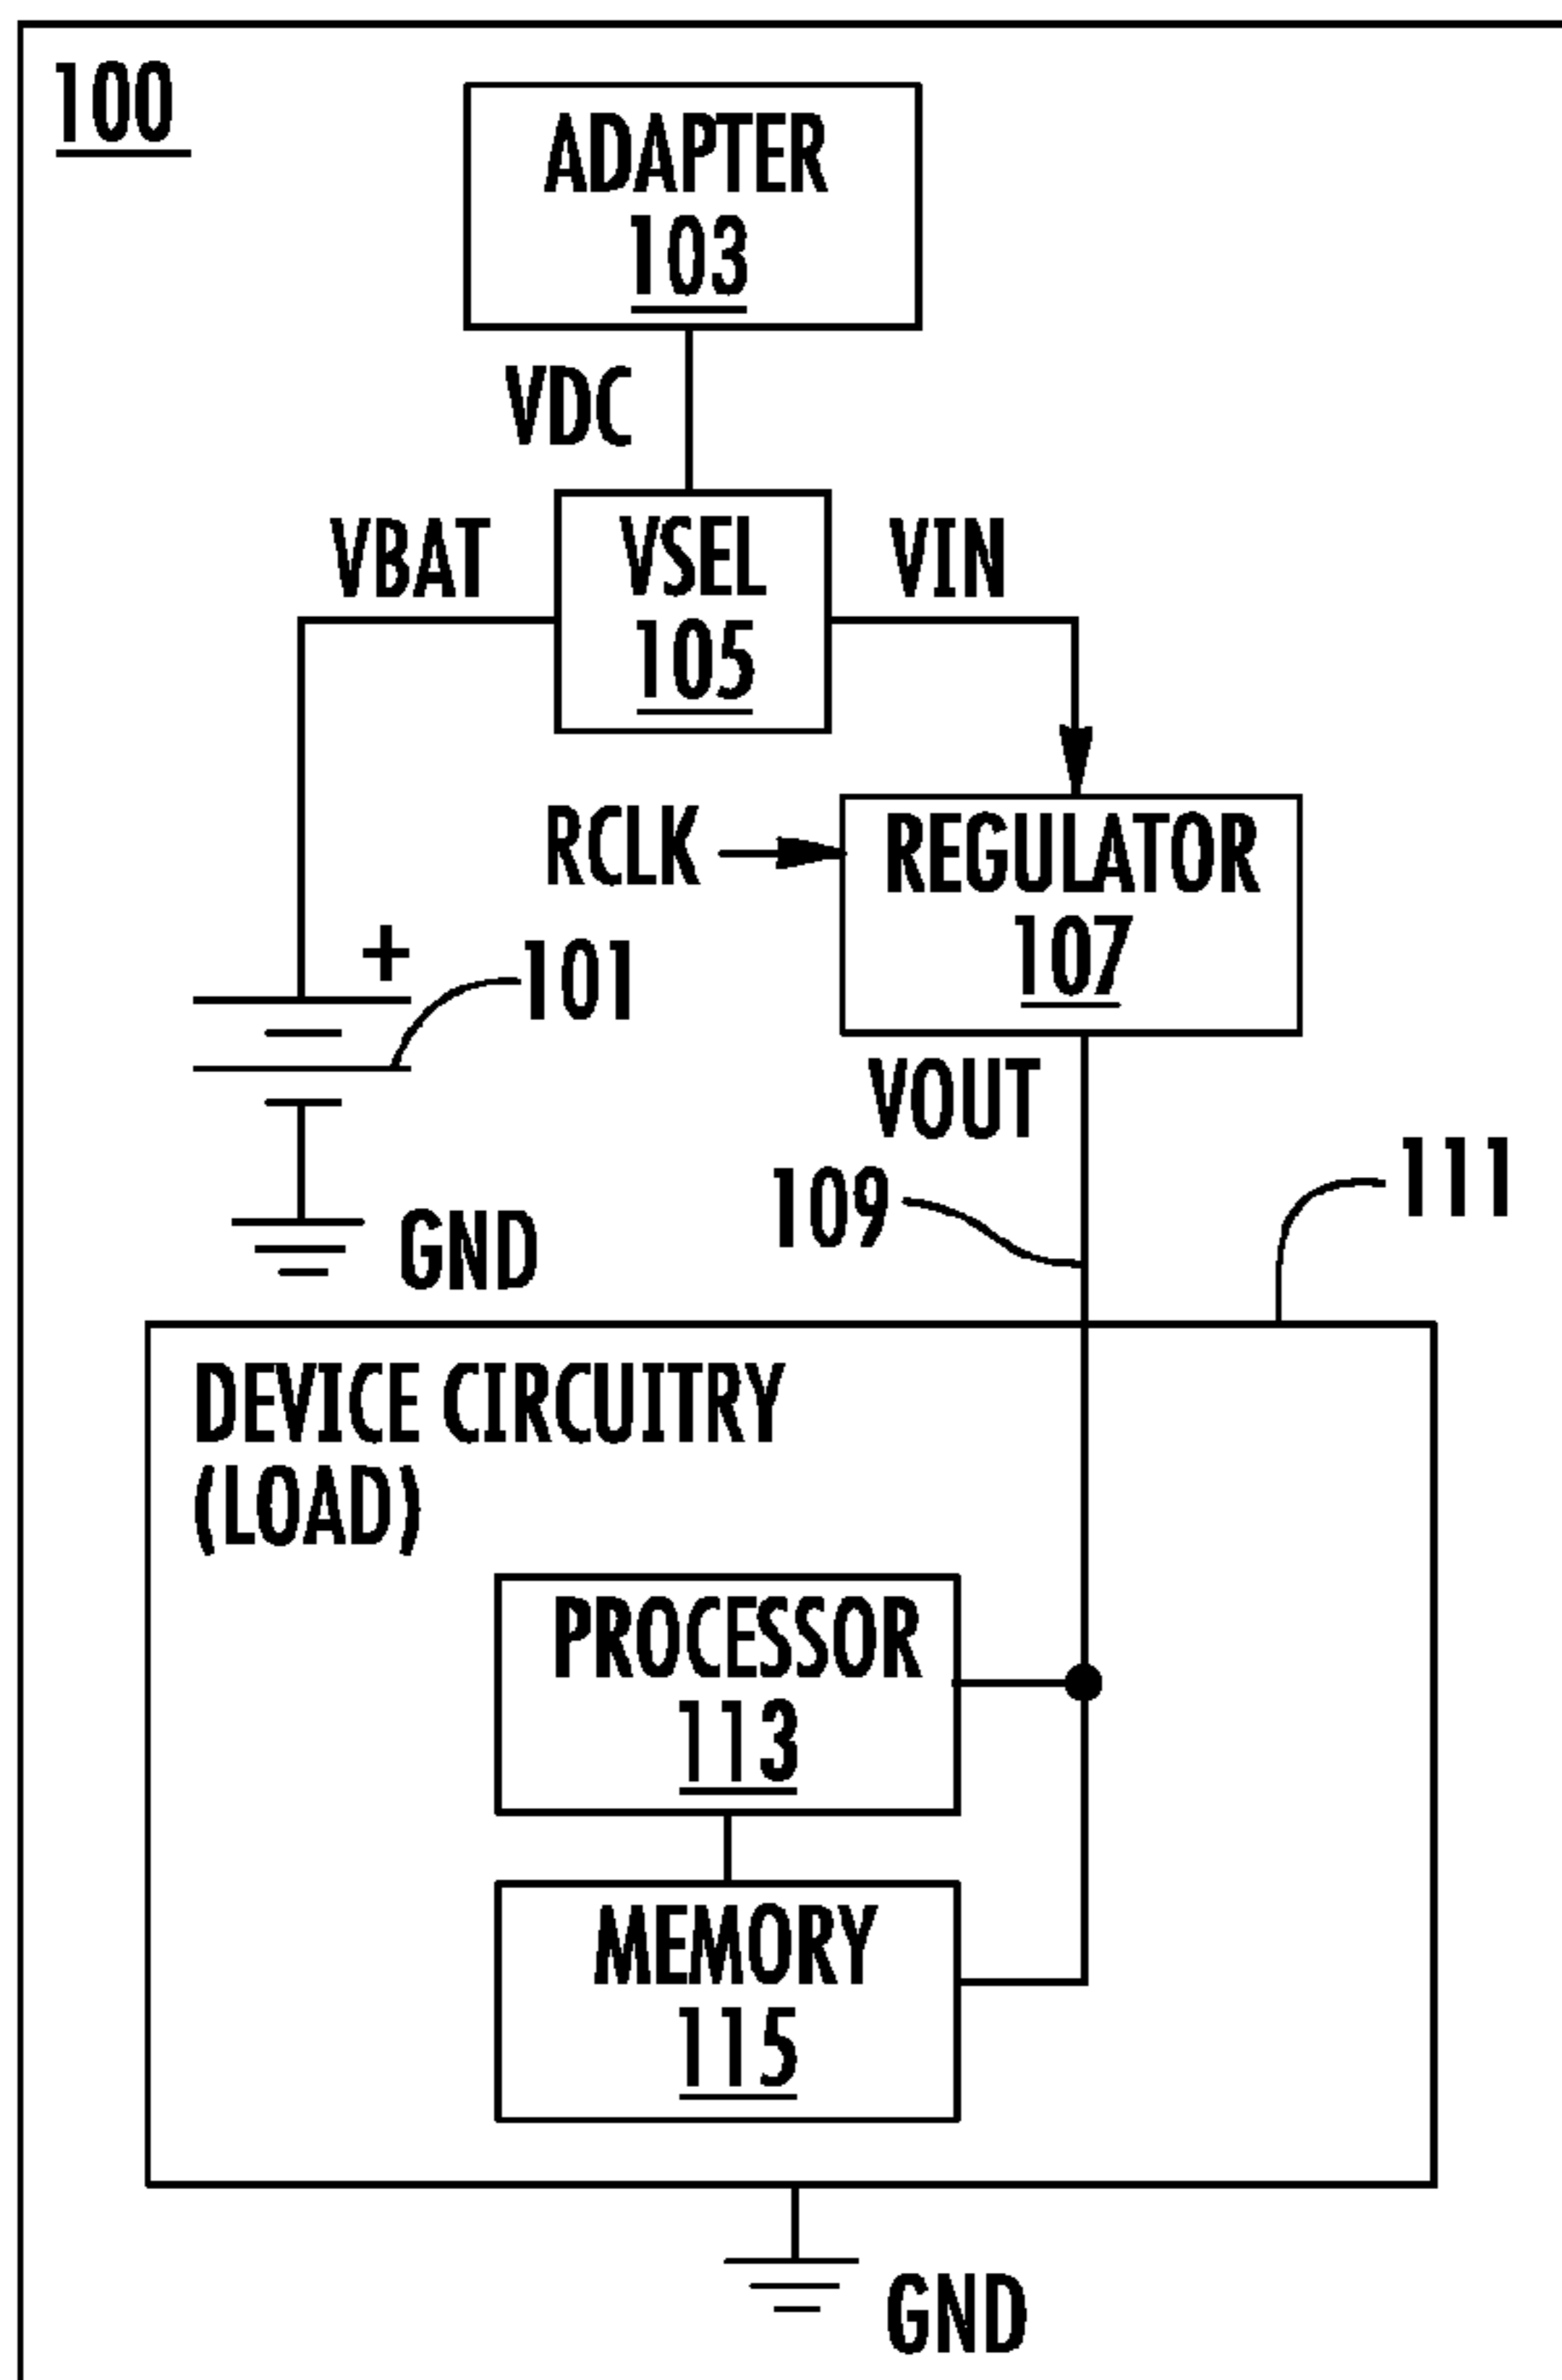 100
ADAPTER
103
VDC
VBAT
VSEL
105
VIN
RCLK
REGULATOR
107
+
101
VOUT
109
111
GND
DEVICE CIRCUITRY
(LOAD)
PROCESSOR
113
MEMORY
115
GND